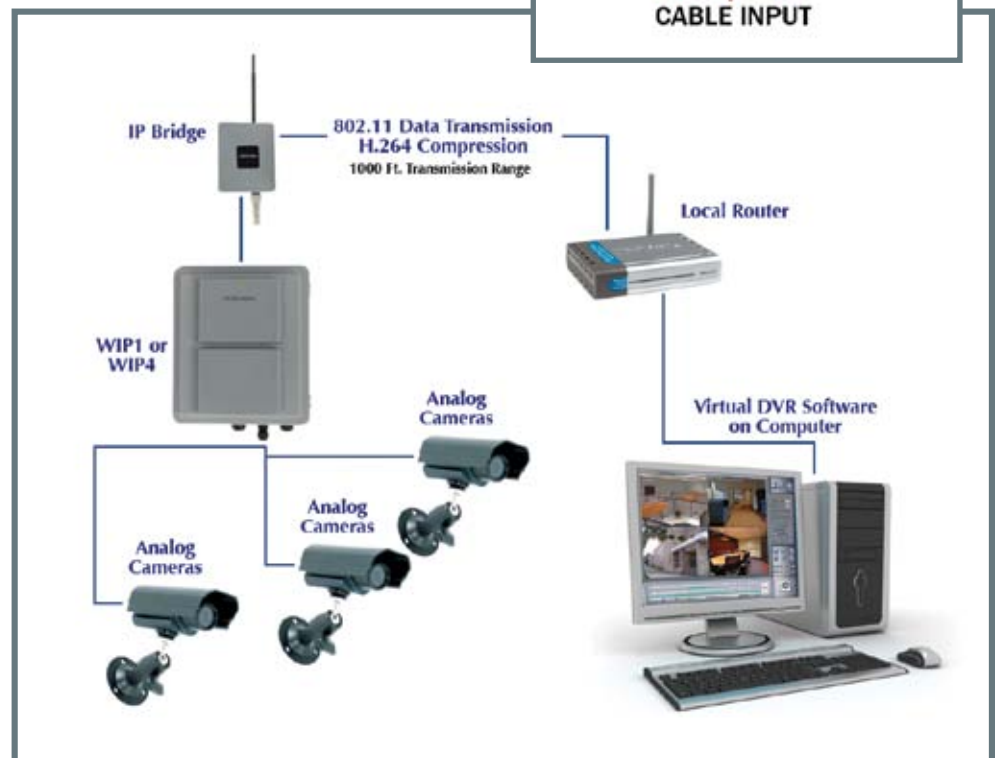 CABLE INPUT
IP Bridge
802.11 Data Transmission
H.264 Compression
1000 Ft. Transmission Range
Local Router
WIP1 or
WIP4
Analog
Cameras
Virtual DVR Software
on Computer
Analog
Cameras
Analog
Cameras